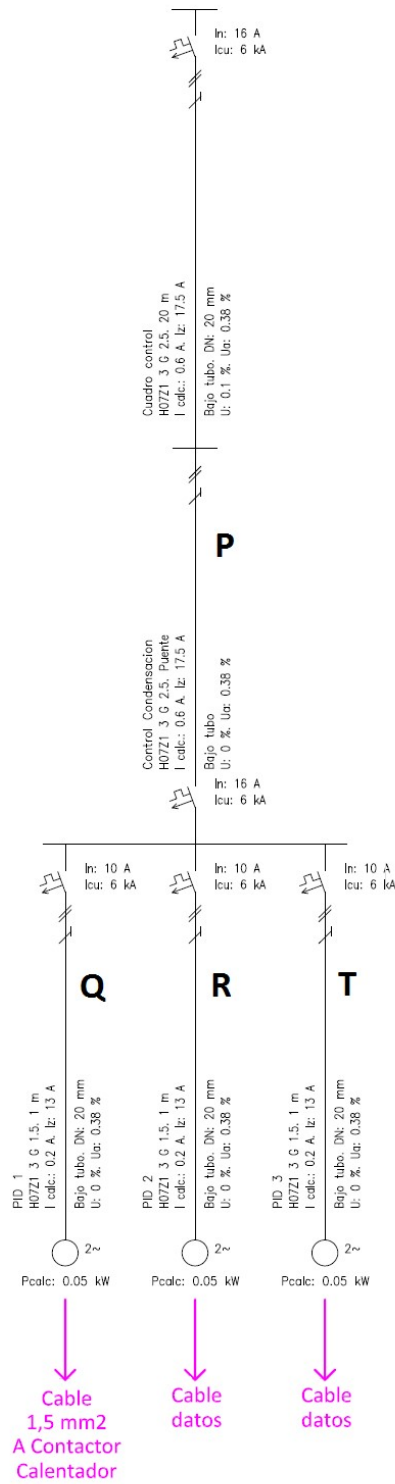 In: 16 A
Icu: 6 kA
Cuadro control
H07Z1 3 G 2.5. 20 m
I calc.: 0.6 A. Iz: 17.5 A
Bajo tubo. DN: 20 mm
U: 0.1 %. Ua: 0.38 %
P
Control Condensacion
H07Z1 3 G 2.5. Puente
I calc.: 0.6 A. Iz: 17.5 A
Bajo tubo
U: 0 %. Ua: 0.38 %
In: 16 A
Icu: 6 kA
In: 10 A
Icu: 6 kA
In: 10 A
Icu: 6 kA
In: 10 A
Icu: 6 kA
Q
R
T
PID 1
H07Z1 3 G 1.5. 1 m
I calc.: 0.2 A. Iz: 13 A
Bajo tubo. DN: 20 mm
U: 0 %. Ua: 0.38 %
PID 2
H07Z1 3 G 1.5. 1 m
I calc.: 0.2 A. Iz: 13 A
Bajo tubo. DN: 20 mm
U: 0 %. Ua: 0.38 %
PID 3
H07Z1 3 G 1.5. 1 m
I calc.: 0.2 A. Iz: 13 A
Bajo tubo. DN: 20 mm
U: 0 %. Ua: 0.38 %
2~
2~
2~
Pcalc: 0.05 kW
Pcalc: 0.05 kW
Pcalc: 0.05 kW
Cable
1,5 mm2
A Contactor
Calentador
Cable
datos
Cable
datos